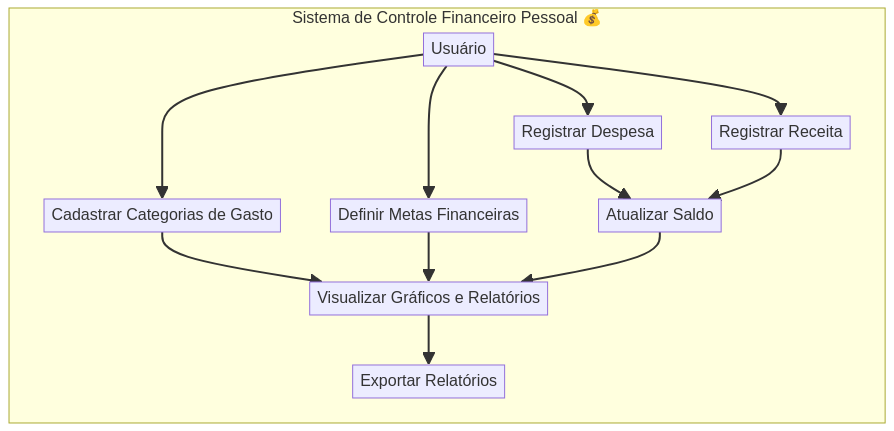 Sistema de Controle Financeiro Pessoal 💰
Usuário
Registrar Despesa
Registrar Receita
Cadastrar Categorias de Gasto
Definir Metas Financeiras
Atualizar Saldo
Visualizar Gráficos e Relatórios
Exportar Relatórios